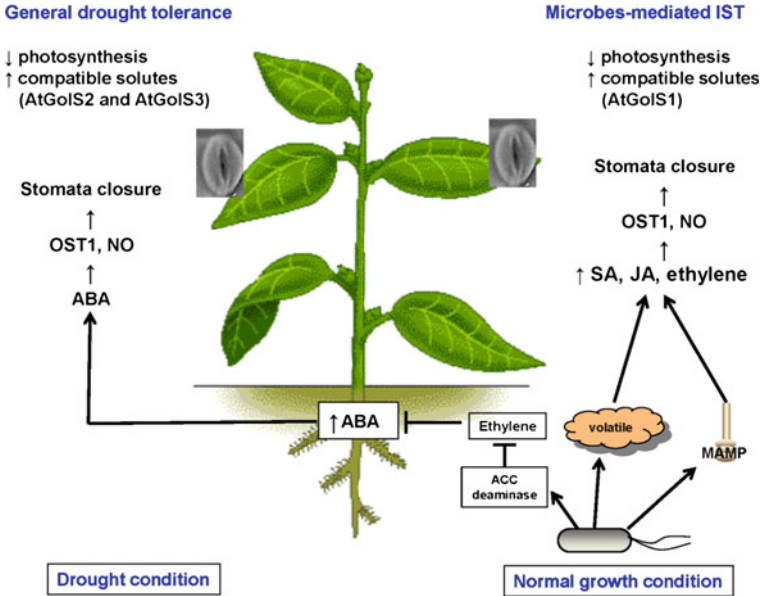 General drought tolerance
↓ photosynthesis
↑ compatible solutes
(AtGolS2 and AtGolS3)
Stomata closure
↑
OST1, NO
↑
ABA
Microbes-mediated IST
↓ photosynthesis
↑ compatible solutes
(AtGolS1)
Stomata closure
↑
OST1, NO
↑
↑ SA, JA, ethylene
↑ ABA
Ethylene
ACC
deaminase
volatile
MAMP
Drought condition
Normal growth condition